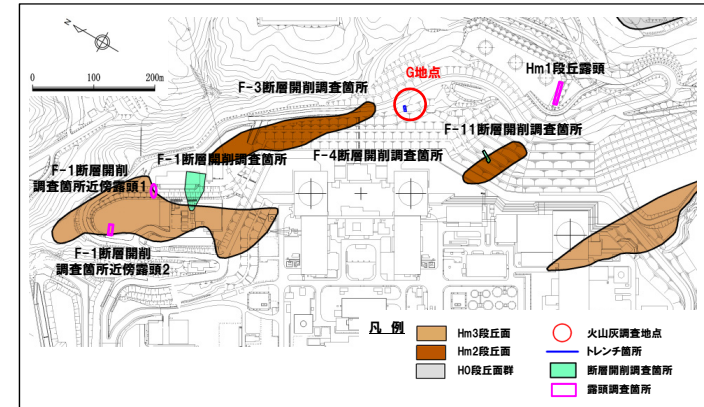 N
0 100 200m
G地点
Hm1段丘露頭
F-3断層開削調査箇所
F-11断層開削調査箇所
F-1断層開削調査箇所
F-4断層開削調査箇所
F-1断層開削
調査箇所近傍露頭1
F-1断層開削
調査箇所近傍露頭2
凡 例
Hm3段丘面
Hm2段丘面
H0段丘面群
火山灰調査地点
トレンチ箇所
断層開削調査箇所
露頭調査箇所